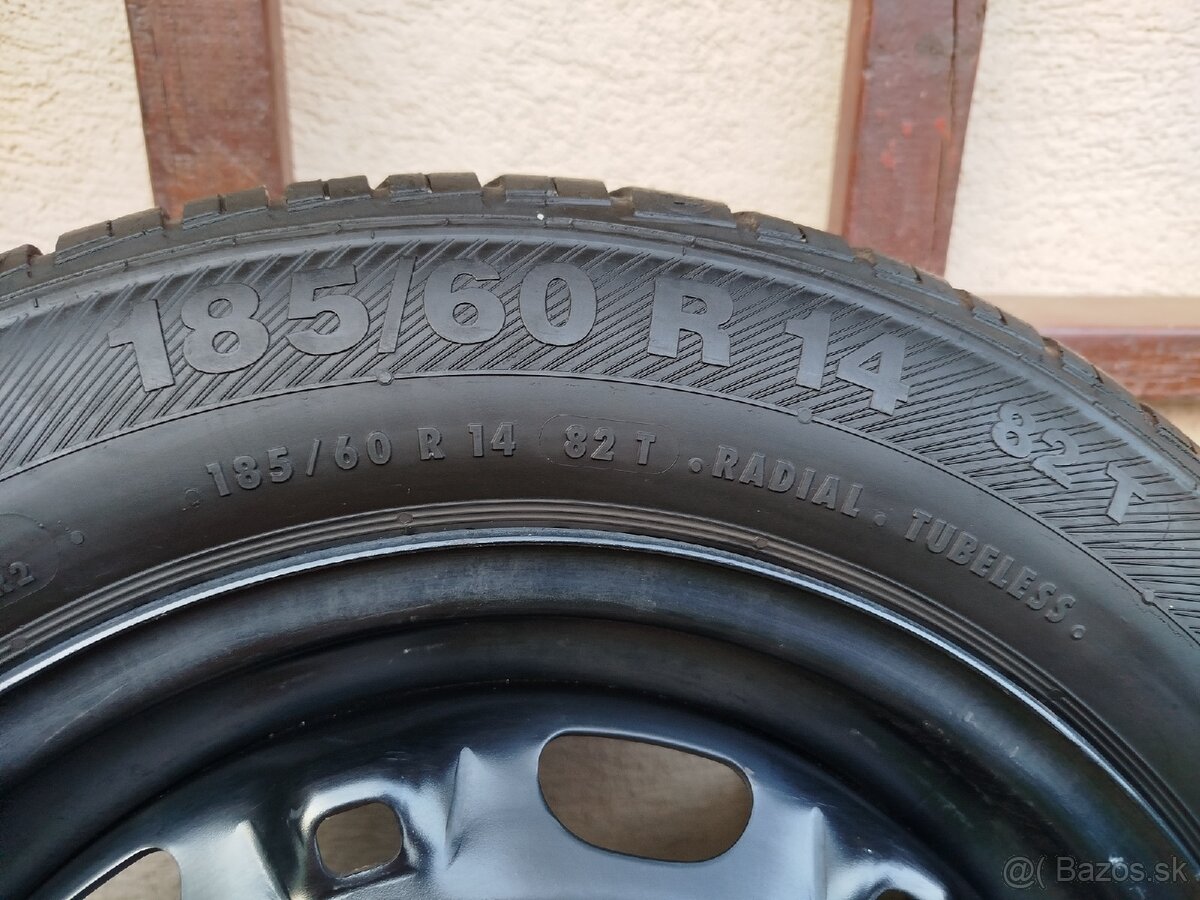 185/60 R 14 82 T
185/60 R 14 82 T . RADIAL . TUBELESS .
@( Bazos.sk